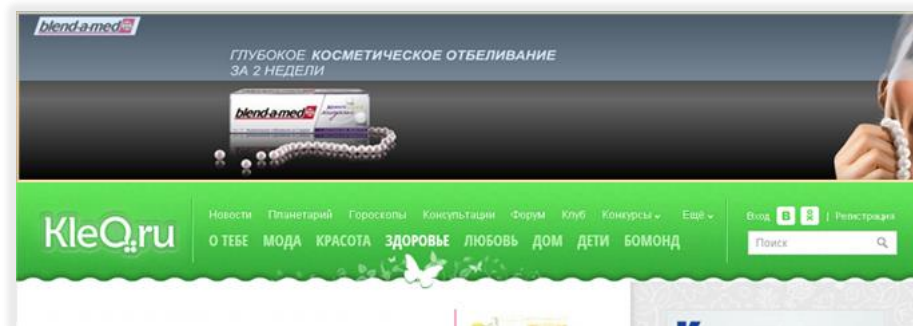 blend-a-med
ГЛУБОКОЕ КОСМЕТИЧЕСКОЕ ОТБЕЛИВАНИЕ
ЗА 2 НЕДЕЛИ
blend-a-med
KleO.ru
Новости Планетарий Гороскопы Консультации Форум Клуб Конкурсы Ещё
Вход В | Регистрация
О ТЕБЕ МОДА КРАСОТА ЗДОРОВЬЕ ЛЮБОВЬ ДОМ ДЕТИ БОМОНД
Поиск